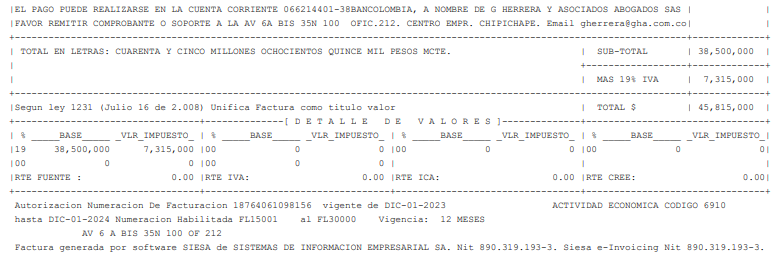 |EL PAGO PUEDE REALIZARSE EN LA CUENTA CORRIENTE 066214401-38BANCOLOMBIA, A NOMBRE DE G HERRERA Y ASOCIADOS ABOGADOS SAS |
|FAVOR REMITIR COMPROBANTE O SOPORTE A LA AV 6A BIS 35N 100 OFIC.212. CENTRO EMPR. CHIPICHAPE. Email gherrera@gha.com.co|
| TOTAL EN LETRAS: CUARENTA Y CINCO MILLONES OCHOCIENTOS QUINCE MIL PESOS MCTE. | SUB-TOTAL | 38,500,000 |
| MAS 19% IVA | 7,315,000 |
|Segun ley 1231 (Julio 16 de 2.008) Unifica Factura como titulo valor | TOTAL $ | 45,815,000 |
[ D E T A L L E D E V A L O R E S ]
| % _____BASE_____ _VLR_IMPUESTO_| % _____BASE_____ _VLR_IMPUESTO_| % _____BASE_____ _VLR_IMPUESTO_| % _____BASE_____ _VLR_IMPUESTO_|
|19 38,500,000 7,315,000 |00 0 0 |00 0 0 |00 0 0 |
|00 0 0 |00 0 0 | | |
|RTE FUENTE : 0.00 |RTE IVA: 0.00 |RTE ICA: 0.00 |RTE CREE: 0.00|
Autorizacion Numeracion De Facturacion 18764061098156 vigente de DIC-01-2023 ACTIVIDAD ECONOMICA CODIGO 6910
hasta DIC-01-2024 Numeracion Habilitada FL15001 al FL30000 Vigencia: 12 MESES
AV 6 A BIS 35N 100 OF 212
Factura generada por software SIESA de SISTEMAS DE INFORMACION EMPRESARIAL SA. Nit 890.319.193-3. Siesa e-Invoicing Nit 890.319.193-3.